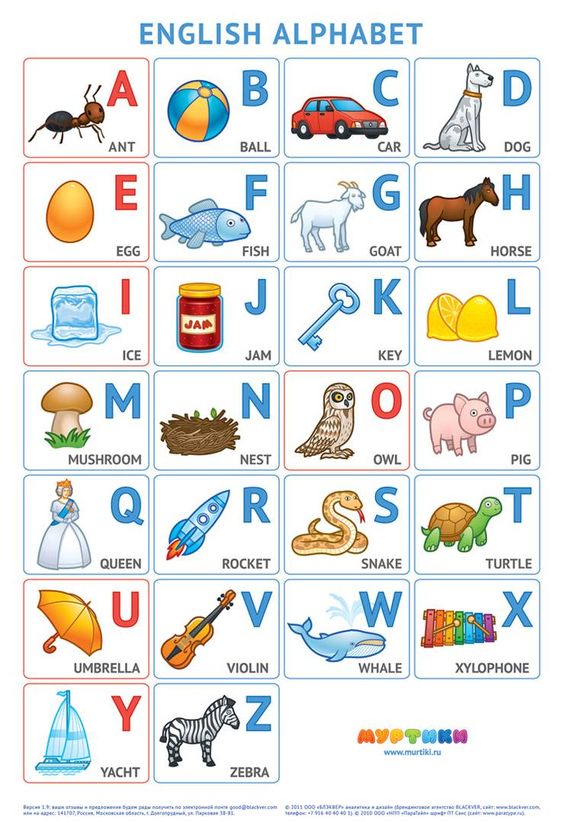 ENGLISH ALPHABET
A
ANT
B
BALL
C
CAR
D
DOG
E
EGG
F
FISH
G
GOAT
H
HORSE
I
ICE
J
JAM
JAM
K
KEY
L
LEMON
M
MUSHROOM
N
NEST
O
OWL
P
PIG
Q
QUEEN
R
ROCKET
S
SNAKE
T
TURTLE
U
UMBRELLA
V
VIOLIN
W
WHALE
X
XYLOPHONE
Y
YACHT
Z
ZEBRA
МУРТИКИ
www.murtiki.ru
Версия 1.9; ваши отзывы и предложения будем рады получить по электронной почте good@blackver.com
или на адрес: 141707, Россия, Московская область, г. Долгопрудный, ул. Парковая 38-81.
© 2011 ООО «БЛЭКВЕР» аналитика и дизайн (брендинговое агентство BLACKVER, сайт: www.blackver.com,
телефон: +7 916 40 40 40 3); © 2010 ООО «НПП «ПараТайп» шрифт ПТ Санс (сайт: www.paratype.ru).